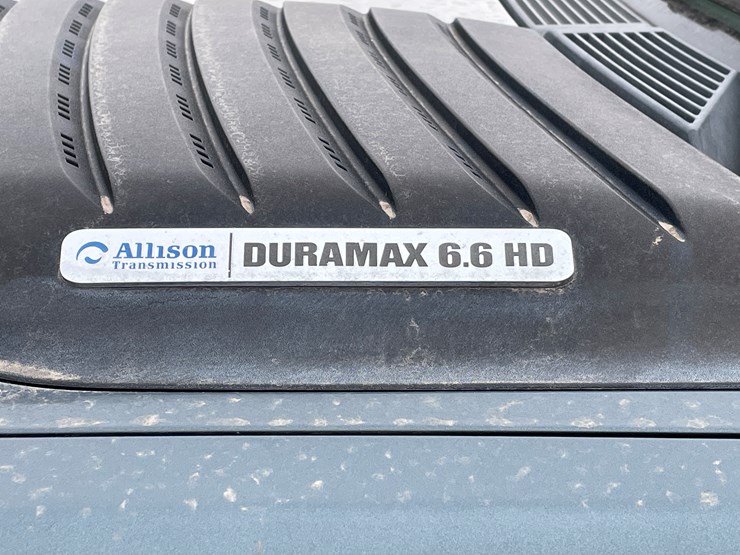 Allison DURAMAX 6.6 HD
Transmission